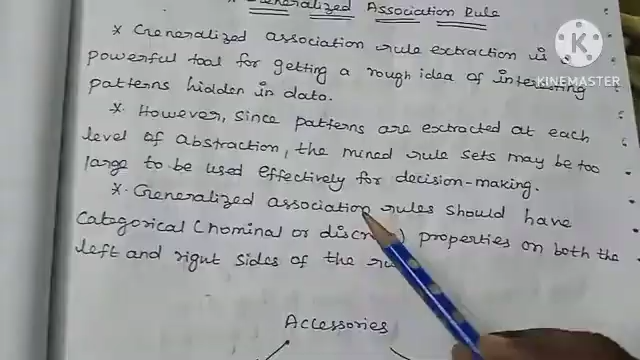 * Generalized Association Rule
* Generalized association rule extraction is a
KINEMASTER
powerful tool for getting a rough idea of interesting
patterns hidden in data.
* However, since patterns are extracted at each
level of abstraction, the mined rule sets may be too
large to be used effectively for decision-making.
* Generalized association rules should have
Categorical (nominal or properties on both the
left and right sides of the
Accessories